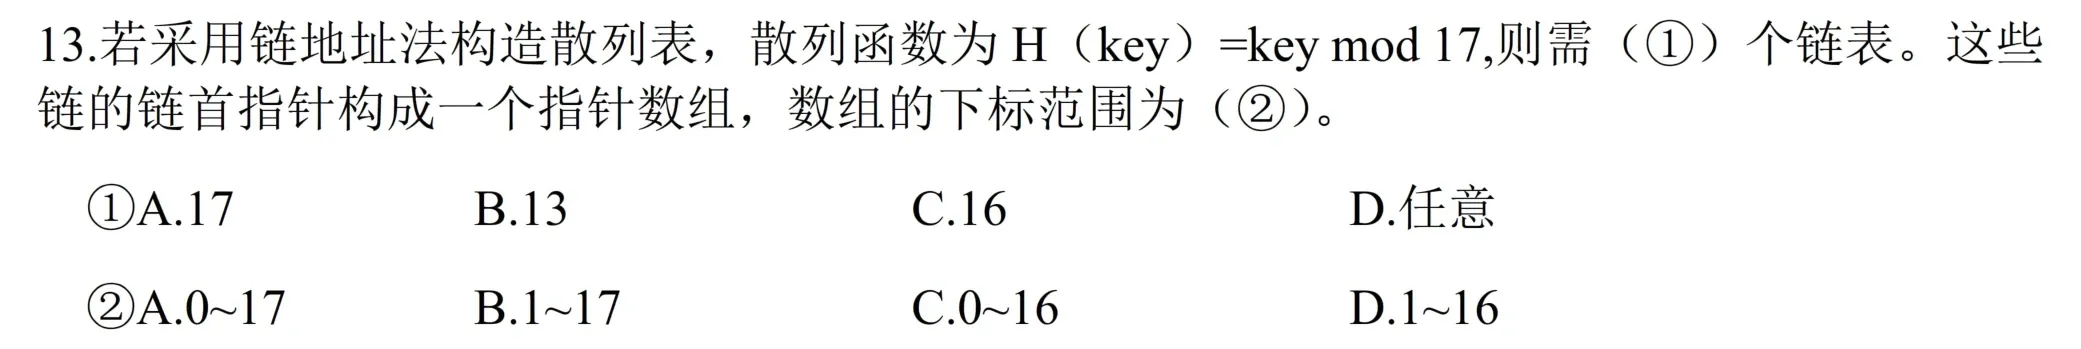 13.若采用链地址法构造散列表，散列函数为 H（key）=key mod 17,则需（①）个链表。这些
链的链首指针构成一个指针数组，数组的下标范围为（②）。
①A.17 B.13 C.16 D.任意
②A.0~17 B.1~17 C.0~16 D.1~16